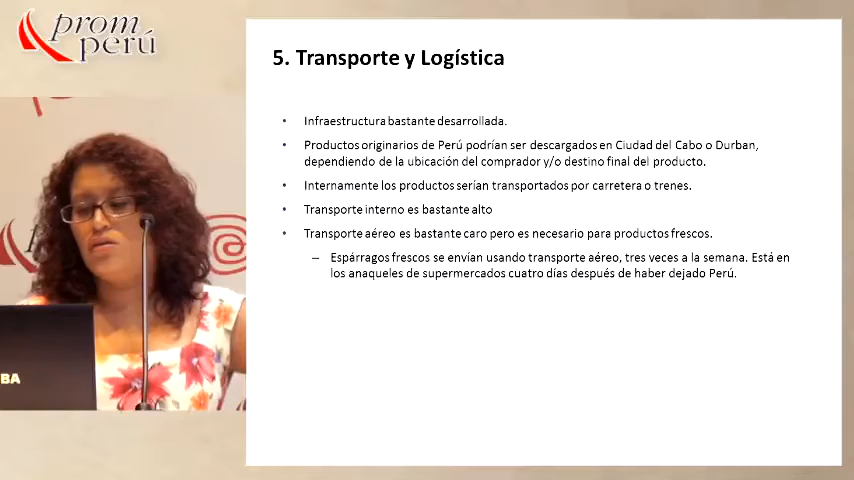 prom
perú
5. Transporte y Logística
• Infraestructura bastante desarrollada.
• Productos originarios de Perú podrían ser descargados en Ciudad del Cabo o Durban,
dependiendo de la ubicación del comprador y/o destino final del producto.
• Internamente los productos serían transportados por carretera o trenes.
• Transporte interno es bastante alto
• Transporte aéreo es bastante caro pero es necesario para productos frescos.
– Espárragos frescos se envían usando transporte aéreo, tres veces a la semana. Está en
los anaqueles de supermercados cuatro días después de haber dejado Perú.
BA